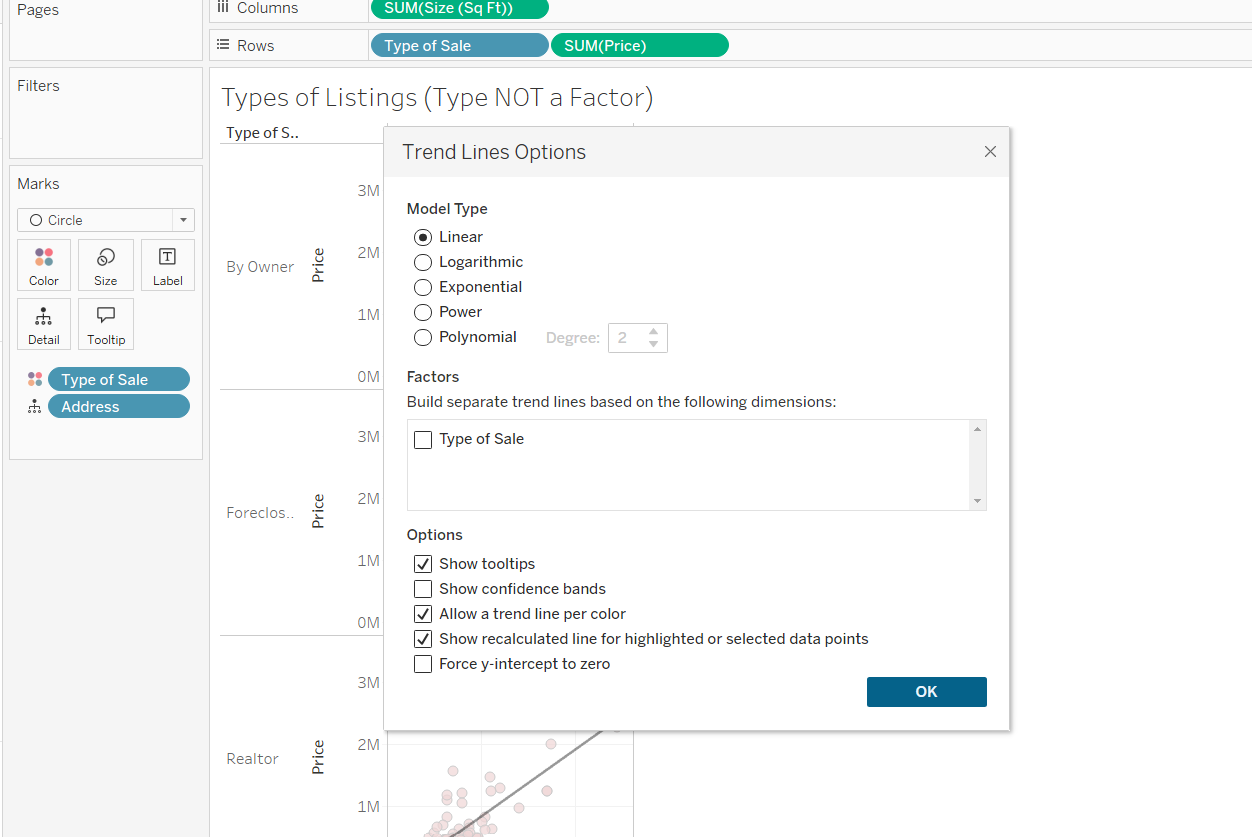 Pages
Columns
SUM(Size (Sq Ft))
Rows
Type of Sale
SUM(Price)
Filters
Types of Listings (Type NOT a Factor)
Type of S..
Marks
Circle
Color
Size
Label
Detail
Tooltip
Type of Sale
Address
3M
By Owner
Price
2M
1M
0M
3M
Foreclos..
Price
2M
1M
0M
3M
Realtor
Price
2M
1M
Trend Lines Options
Model Type
Linear
Logarithmic
Exponential
Power
Polynomial
Degree: 2
Factors
Build separate trend lines based on the following dimensions:
Type of Sale
Options
Show tooltips
Show confidence bands
Allow a trend line per color
Show recalculated line for highlighted or selected data points
Force y-intercept to zero
OK